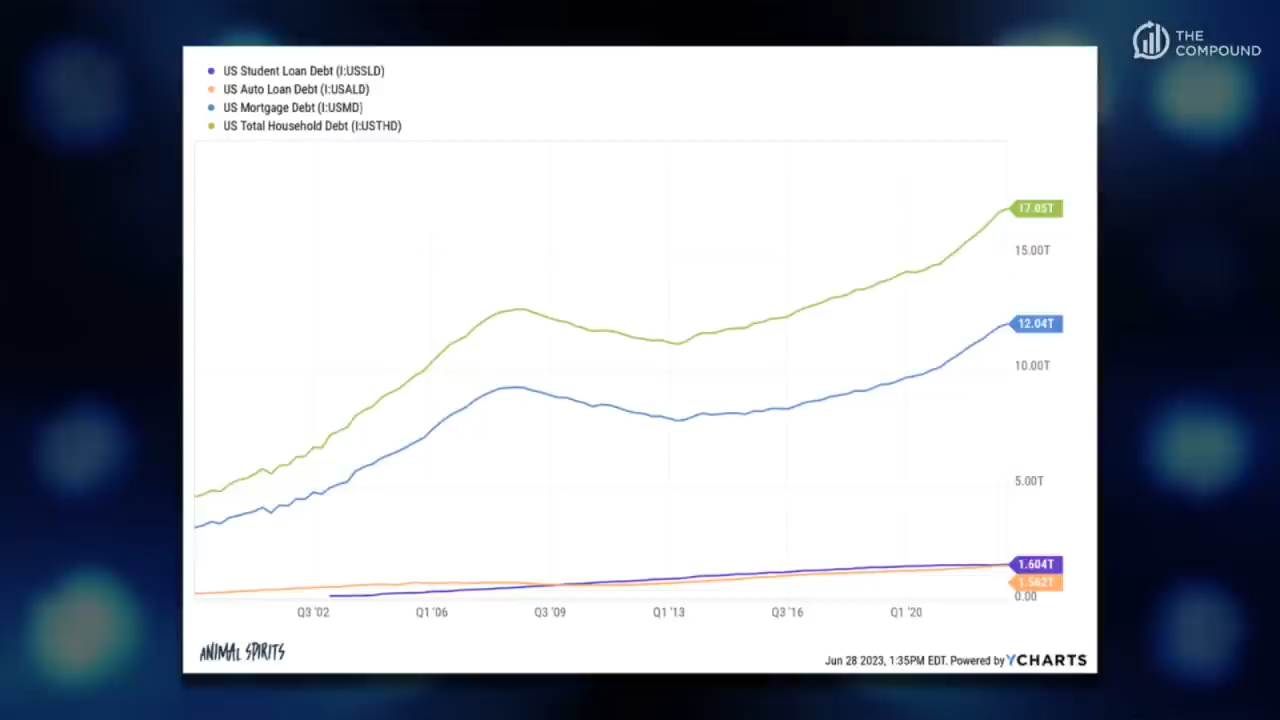 THE
COMPOUND
US Student Loan Debt (I:USSLD)
US Auto Loan Debt (I:USALD)
US Mortgage Debt (I:USMD)
US Total Household Debt (I:USTHD)
17.05T
15.00T
12.04T
10.00T
5.00T
1.604T
1.562T
0.00
Q3 '02 Q1 '06 Q3 '09 Q1 '13 Q3 '16 Q1 '20
ANIMAL SPIRITS
Jun 28 2023, 1:35PM EDT. Powered by YCHARTS